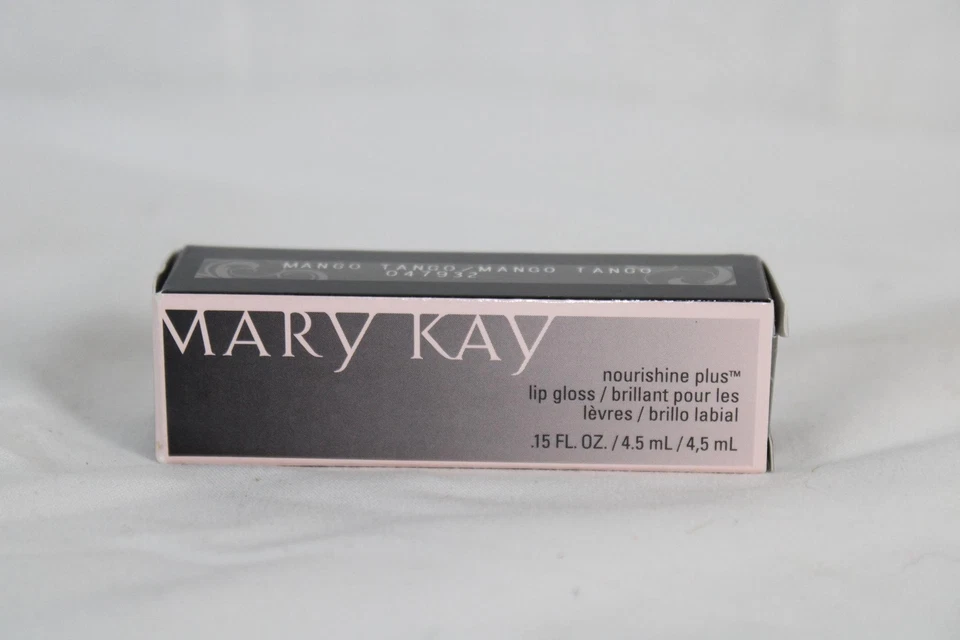 MANGO TANGO/MANGO TANGO
047932
MARY KAY
nourishine plus™
lip gloss / brillant pour les
lèvres / brillo labial
.15 FL. OZ. / 4.5 mL / 4,5 mL